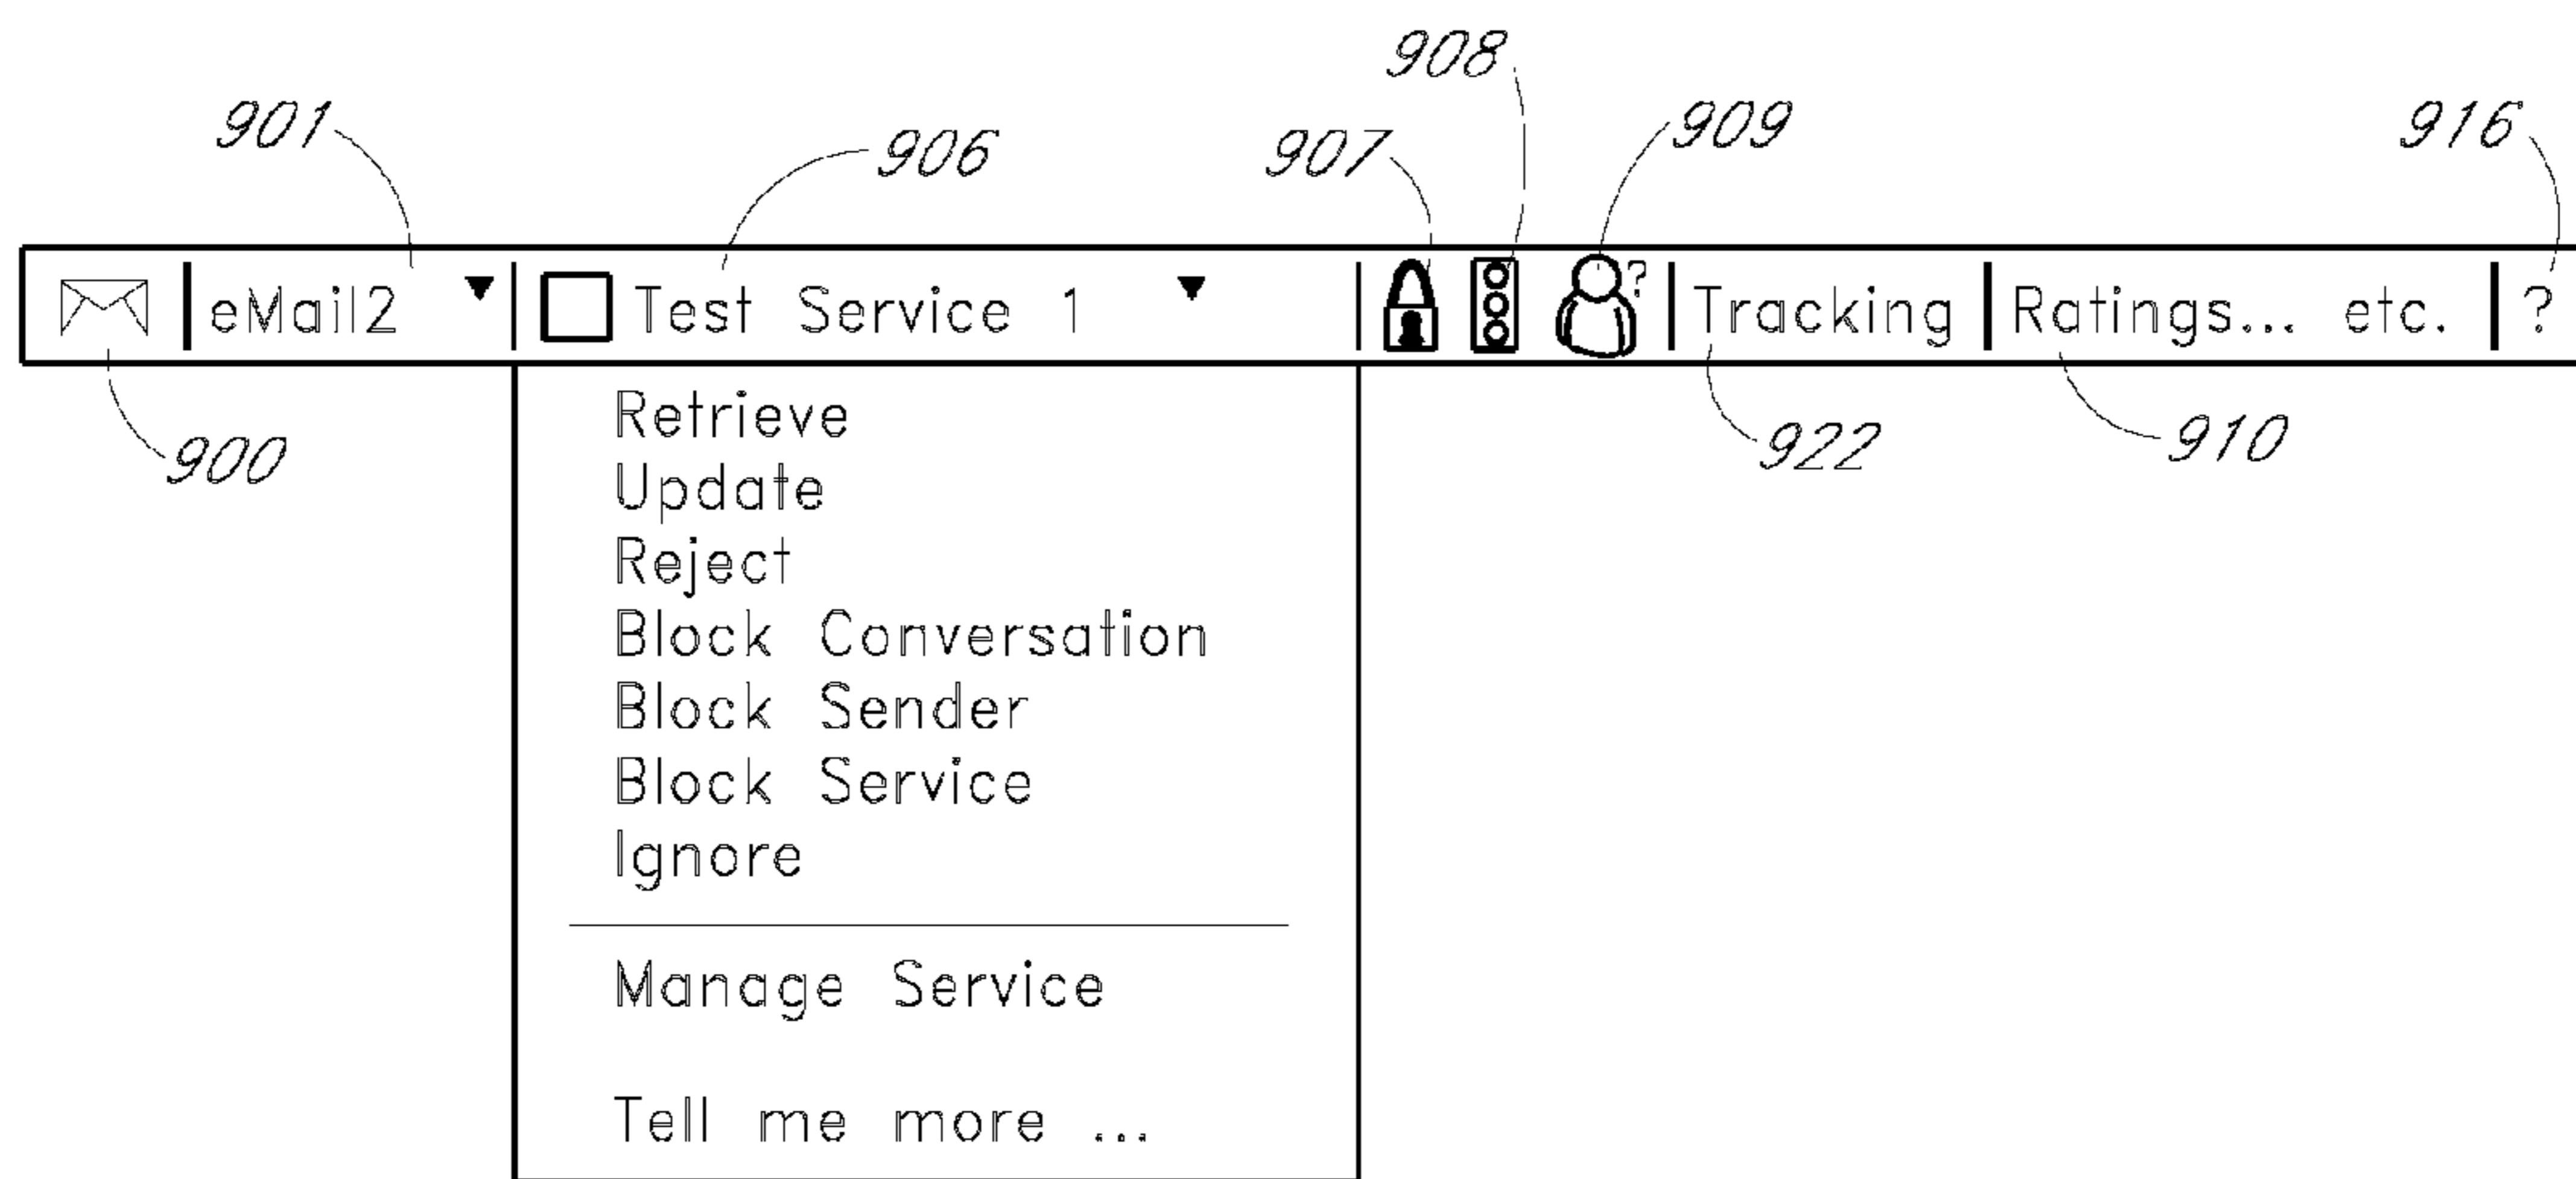 908
901 906 907 909 916
eMail2 Test Service 1 ? Tracking Ratings... etc. ?
Retrieve
900 922 910
Update
Reject
Block Conversation
Block Sender
Block Service
Ignore
Manage Service
Tell me more ...